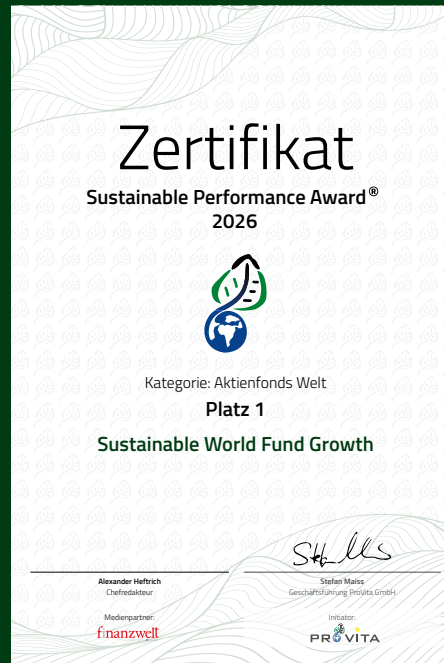 Zertifikat
Sustainable Performance Award®
2026
Kategorie: Aktienfonds Welt
Platz 1
Sustainable World Fund Growth
Alexander Heftrich
Chefredakteur
Stefan Maiss
Geschäftsführung ProVita GmbH
Medienpartner:
finanzwelt
Initiator:
PROVITA